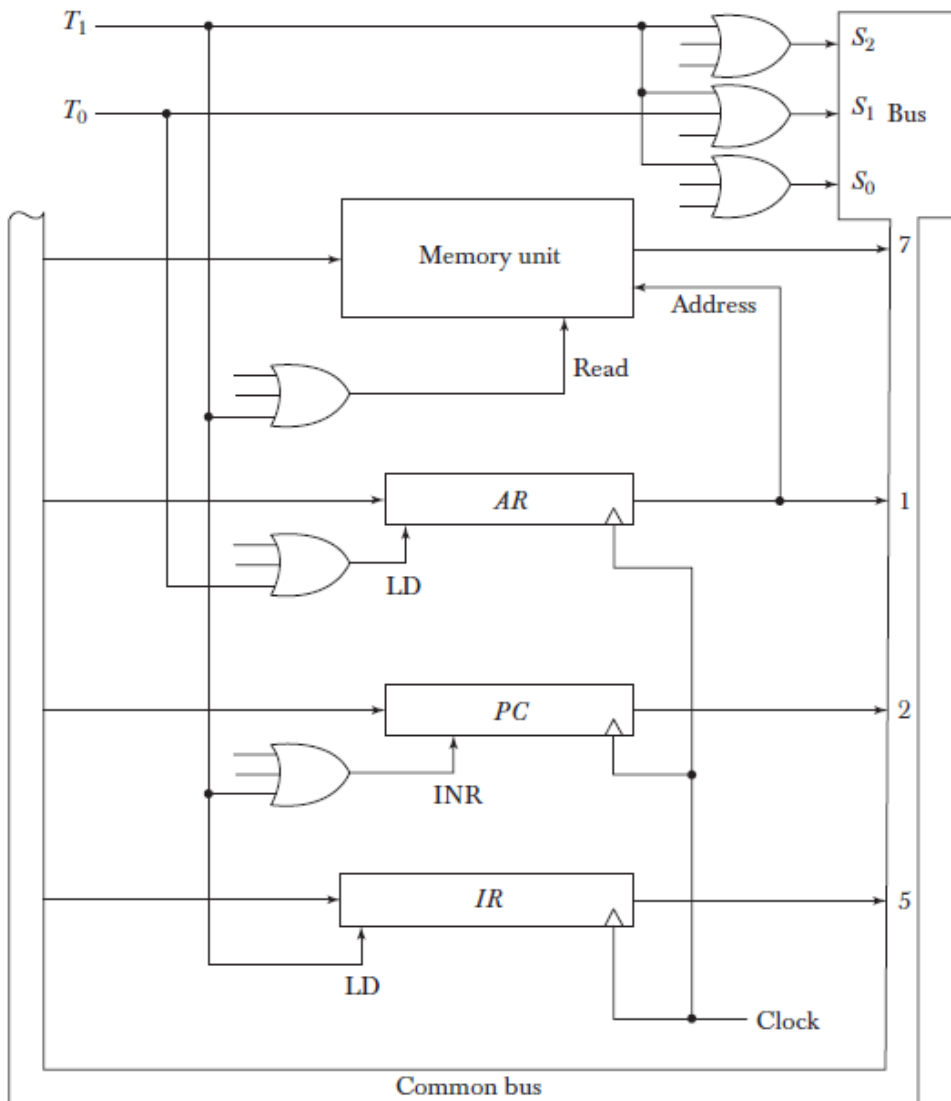 T1
S2
T0
S1 Bus
S0
7
Memory unit
Address
Read
AR
1
LD
PC
2
INR
IR
5
LD
Clock
Common bus